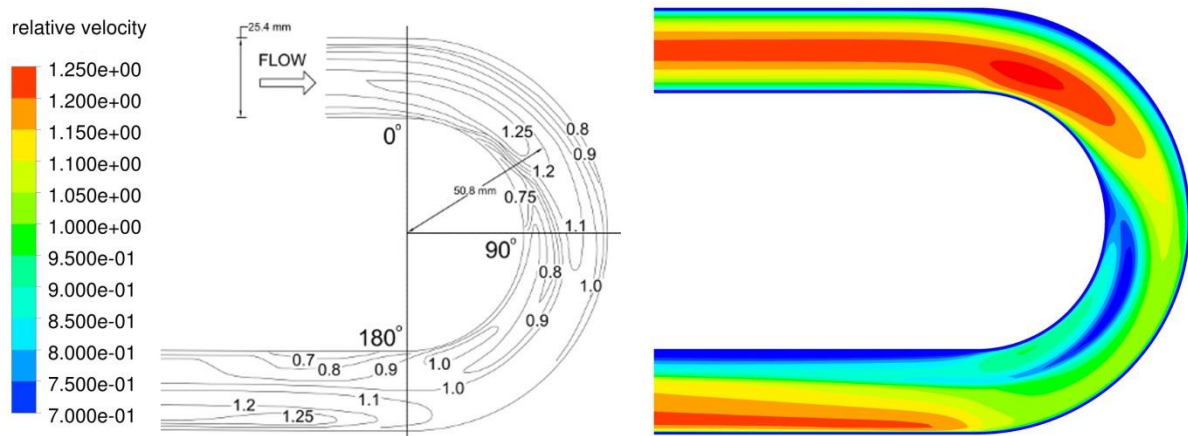 relative velocity
1.250e+00
1.200e+00
1.150e+00
1.100e+00
1.050e+00
1.000e+00
9.500e-01
9.000e-01
8.500e-01
8.000e-01
7.500e-01
7.000e-01
25.4 mm
FLOW
0°
1.25
0.8
0.9
1.2
50.8 mm
0.75
1.1
90°
0.8
1.0
0.9
180°
0.7
0.8
0.9
1.0
1.0
1.2
1.1
1.25